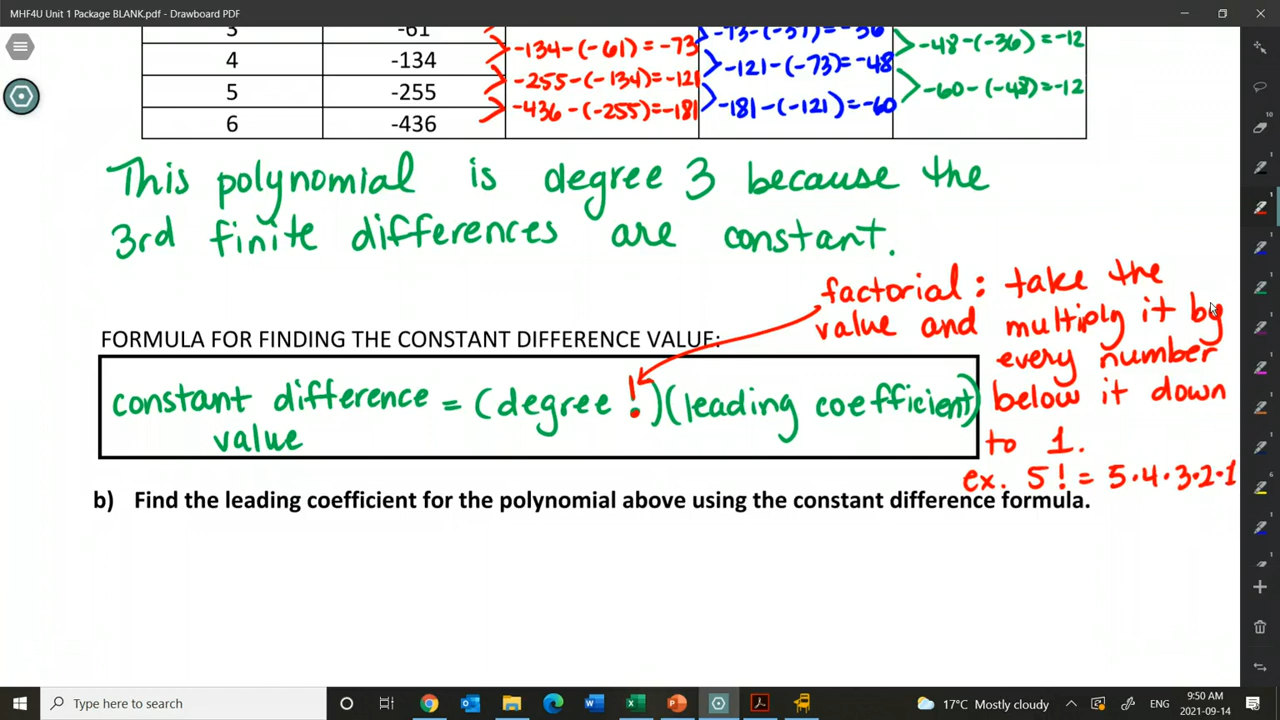 MHF4U Unit 1 Package BLANK.pdf - Drawboard PDF
3 -61 -73-(-37)=-36
4 -134 -134-(-61)=-73 -121-(-73)=-48 -48-(-36)=-12
5 -255 -255-(-134)=-121 -181-(-121)=-60 -60-(-48)=-12
6 -436 -436-(-255)=-181
This polynomial is degree 3 because the
3rd finite differences are constant.
factorial: take the
value and multiply it by
every number
below it down
to 1.
ex. 5! = 5·4·3·2·1
FORMULA FOR FINDING THE CONSTANT DIFFERENCE VALUE:
constant difference = (degree !)(leading coefficient)
value
b) Find the leading coefficient for the polynomial above using the constant difference formula.
Type here to search
17°C Mostly cloudy
ENG
9:50 AM
2021-09-14